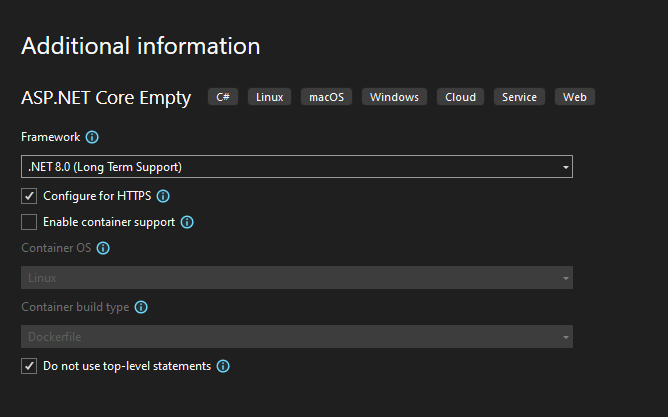 Additional information
ASP.NET Core Empty C# Linux macOS Windows Cloud Service Web
Framework
.NET 8.0 (Long Term Support)
Configure for HTTPS
Enable container support
Container OS
Linux
Container build type
Dockerfile
Do not use top-level statements